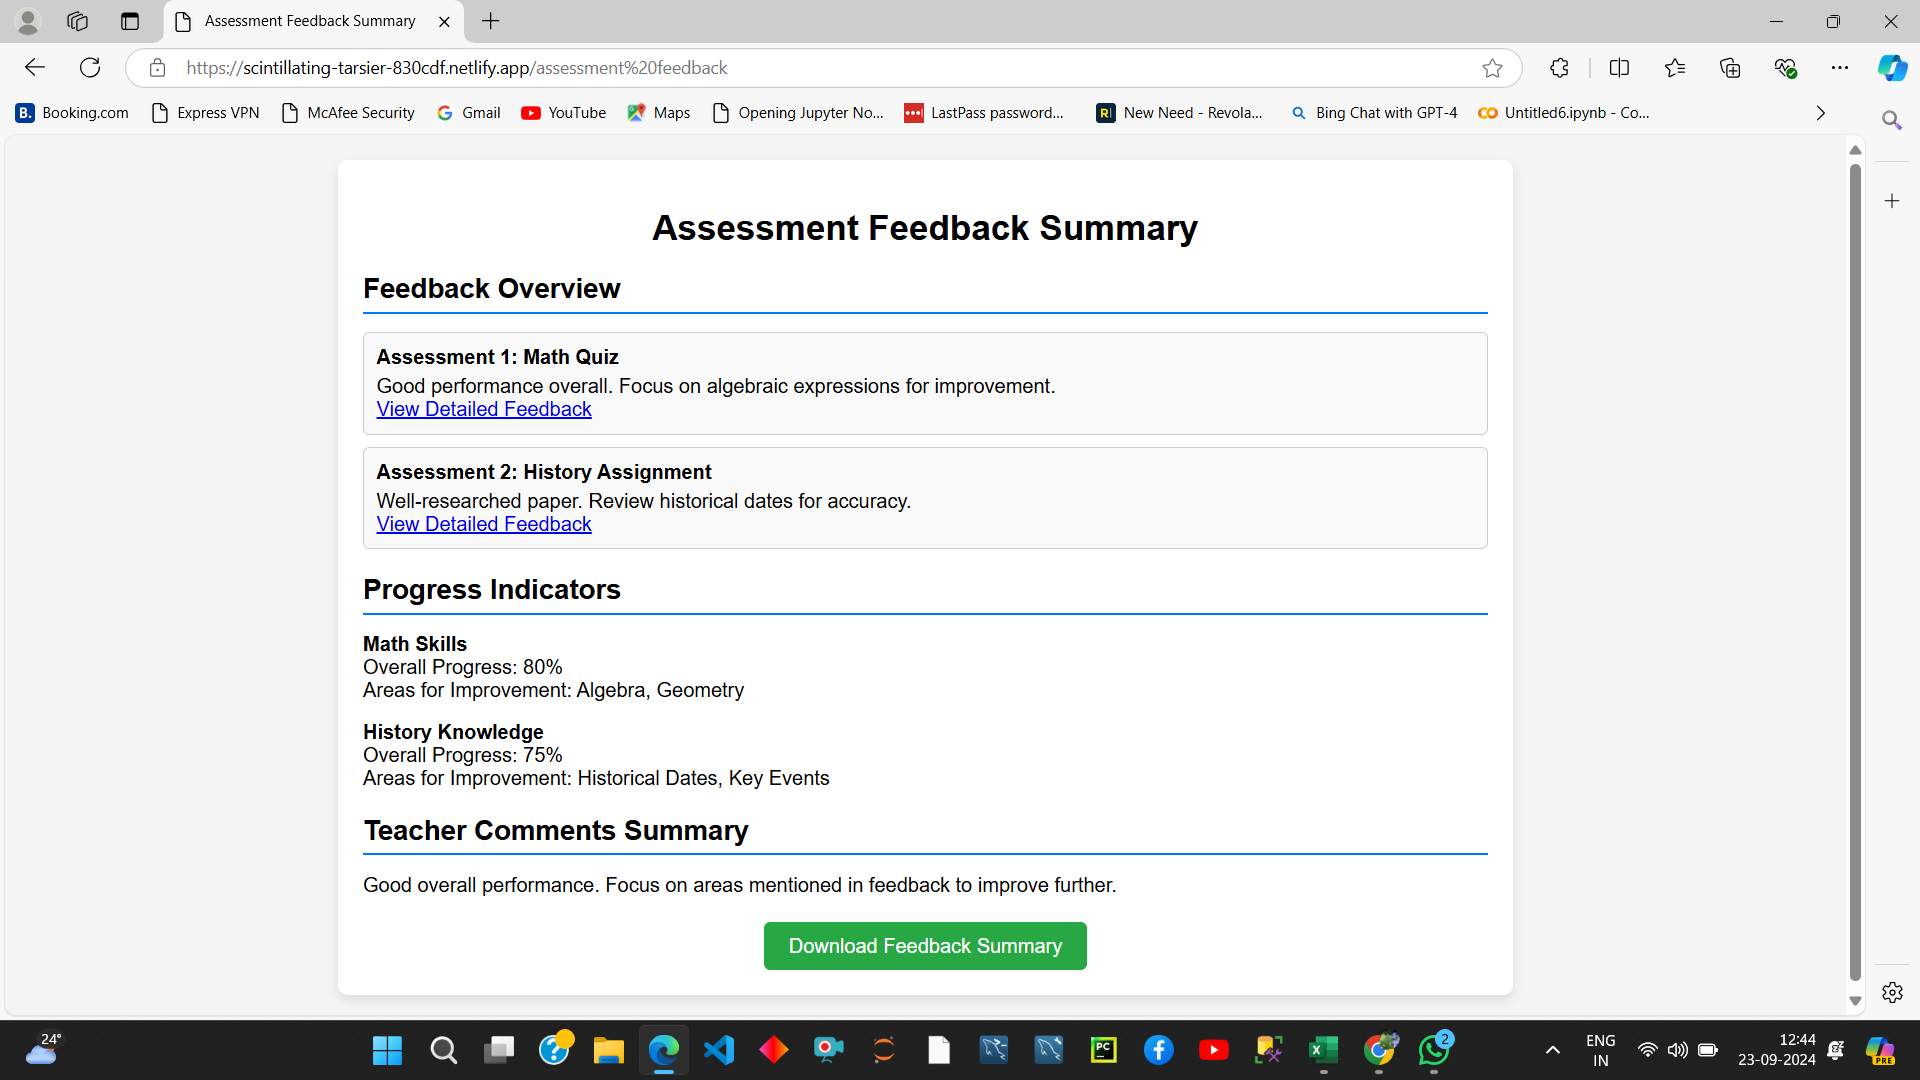 Assessment Feedback Summary
https://scintillating-tarsier-830cdf.netlify.app/assessment%20feedback
Booking.com
Express VPN
McAfee Security
Gmail
YouTube
Maps
Opening Jupyter No...
LastPass password...
New Need - Revola...
Bing Chat with GPT-4
Untitled6.ipynb - Co...
Assessment Feedback Summary
Feedback Overview
Assessment 1: Math Quiz
Good performance overall. Focus on algebraic expressions for improvement.
View Detailed Feedback
Assessment 2: History Assignment
Well-researched paper. Review historical dates for accuracy.
View Detailed Feedback
Progress Indicators
Math Skills
Overall Progress: 80%
Areas for Improvement: Algebra, Geometry
History Knowledge
Overall Progress: 75%
Areas for Improvement: Historical Dates, Key Events
Teacher Comments Summary
Good overall performance. Focus on areas mentioned in feedback to improve further.
Download Feedback Summary
24°
2
ENG
IN
12:44
23-09-2024
PRE